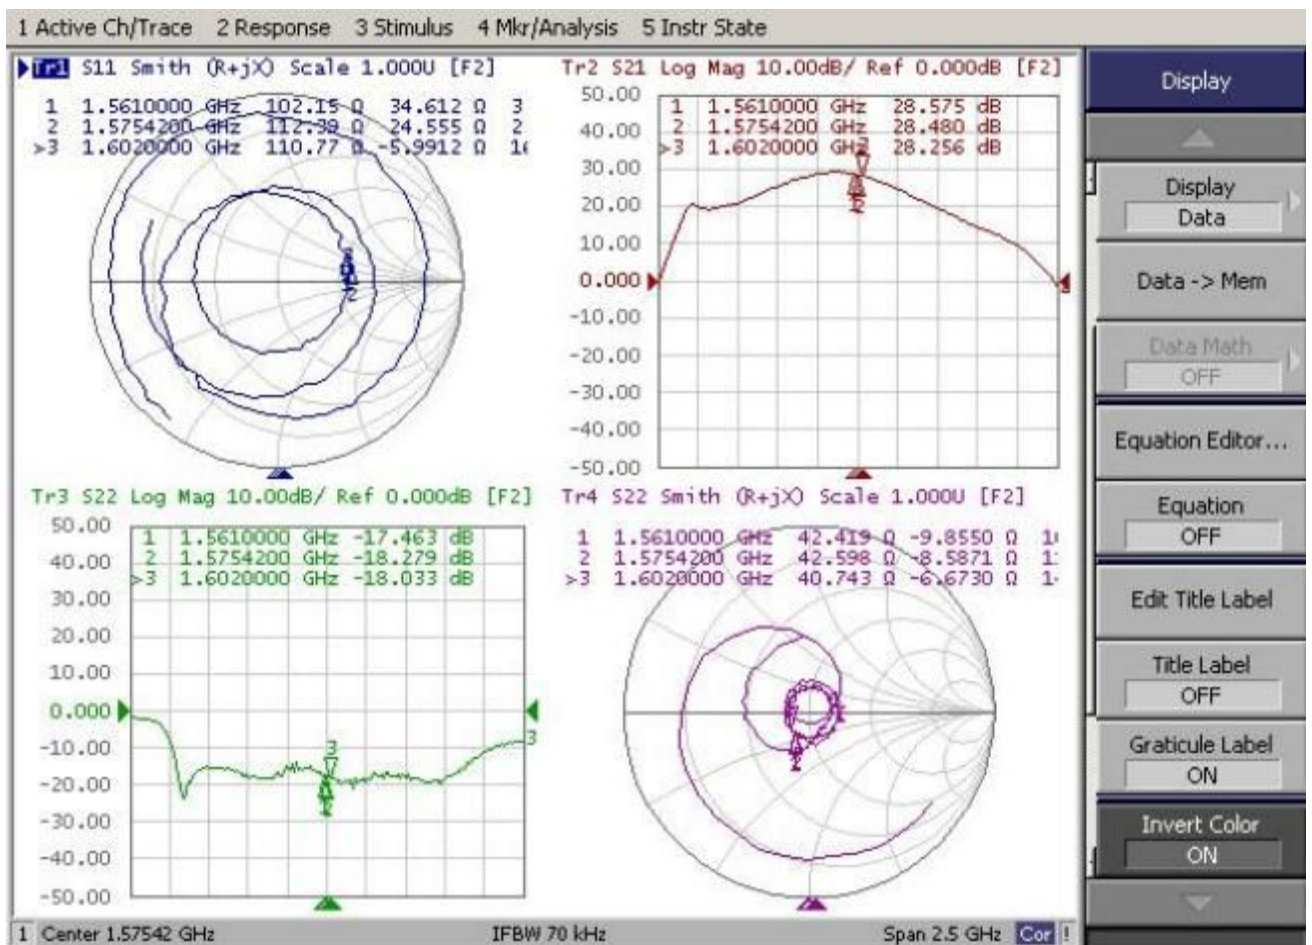 1 Active Ch/Trace 2 Response 3 Stimulus 4 Mkr/Analysis 5 Instr State
Tr1 S11 Smith (R+jX) Scale 1.000U [F2]
1 1.5610000 GHz 102.15 Ω 34.612 Ω 3
2 1.5754200 GHz 112.39 Ω 24.555 Ω 2
>3 1.6020000 GHz 110.77 Ω -5.9912 Ω 1
Tr2 S21 Log Mag 10.00dB/ Ref 0.000dB [F2]
50.00
40.00
30.00
20.00
10.00
0.000
-10.00
-20.00
-30.00
-40.00
-50.00
1 1.5610000 GHz 28.575 dB
2 1.5754200 GHz 28.480 dB
>3 1.6020000 GHz 28.256 dB
2
3
Tr3 S22 Log Mag 10.00dB/ Ref 0.000dB [F2]
50.00
40.00
30.00
20.00
10.00
0.000
-10.00
-20.00
-30.00
-40.00
-50.00
1 1.5610000 GHz -17.463 dB
2 1.5754200 GHz -18.279 dB
>3 1.6020000 GHz -18.033 dB
3
3
Tr4 S22 Smith (R+jX) Scale 1.000U [F2]
1 1.5610000 GHz 42.419 Ω -9.8550 Ω 1
2 1.5754200 GHz 42.598 Ω -8.5871 Ω 1
>3 1.6020000 GHz 40.743 Ω -6.6730 Ω 1
Display
Display
Data
Data -> Mem
Data Math
OFF
Equation Editor...
Equation
OFF
Edit Title Label
Title Label
OFF
Graticule Label
ON
Invert Color
ON
1 Center 1.57542 GHz IFBW 70 kHz Span 2.5 GHz Cor !